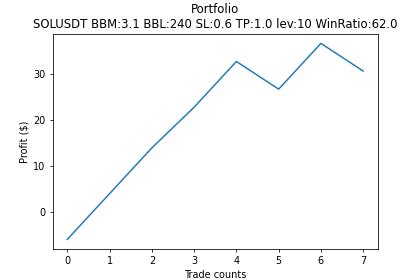 Portfolio
SOLUSDT BBM:3.1 BBL:240 SL:0.6 TP:1.0 lev:10 WinRatio:62.0
Profit ($)
30
20
10
0
0 1 2 3 4 5 6 7
Trade counts